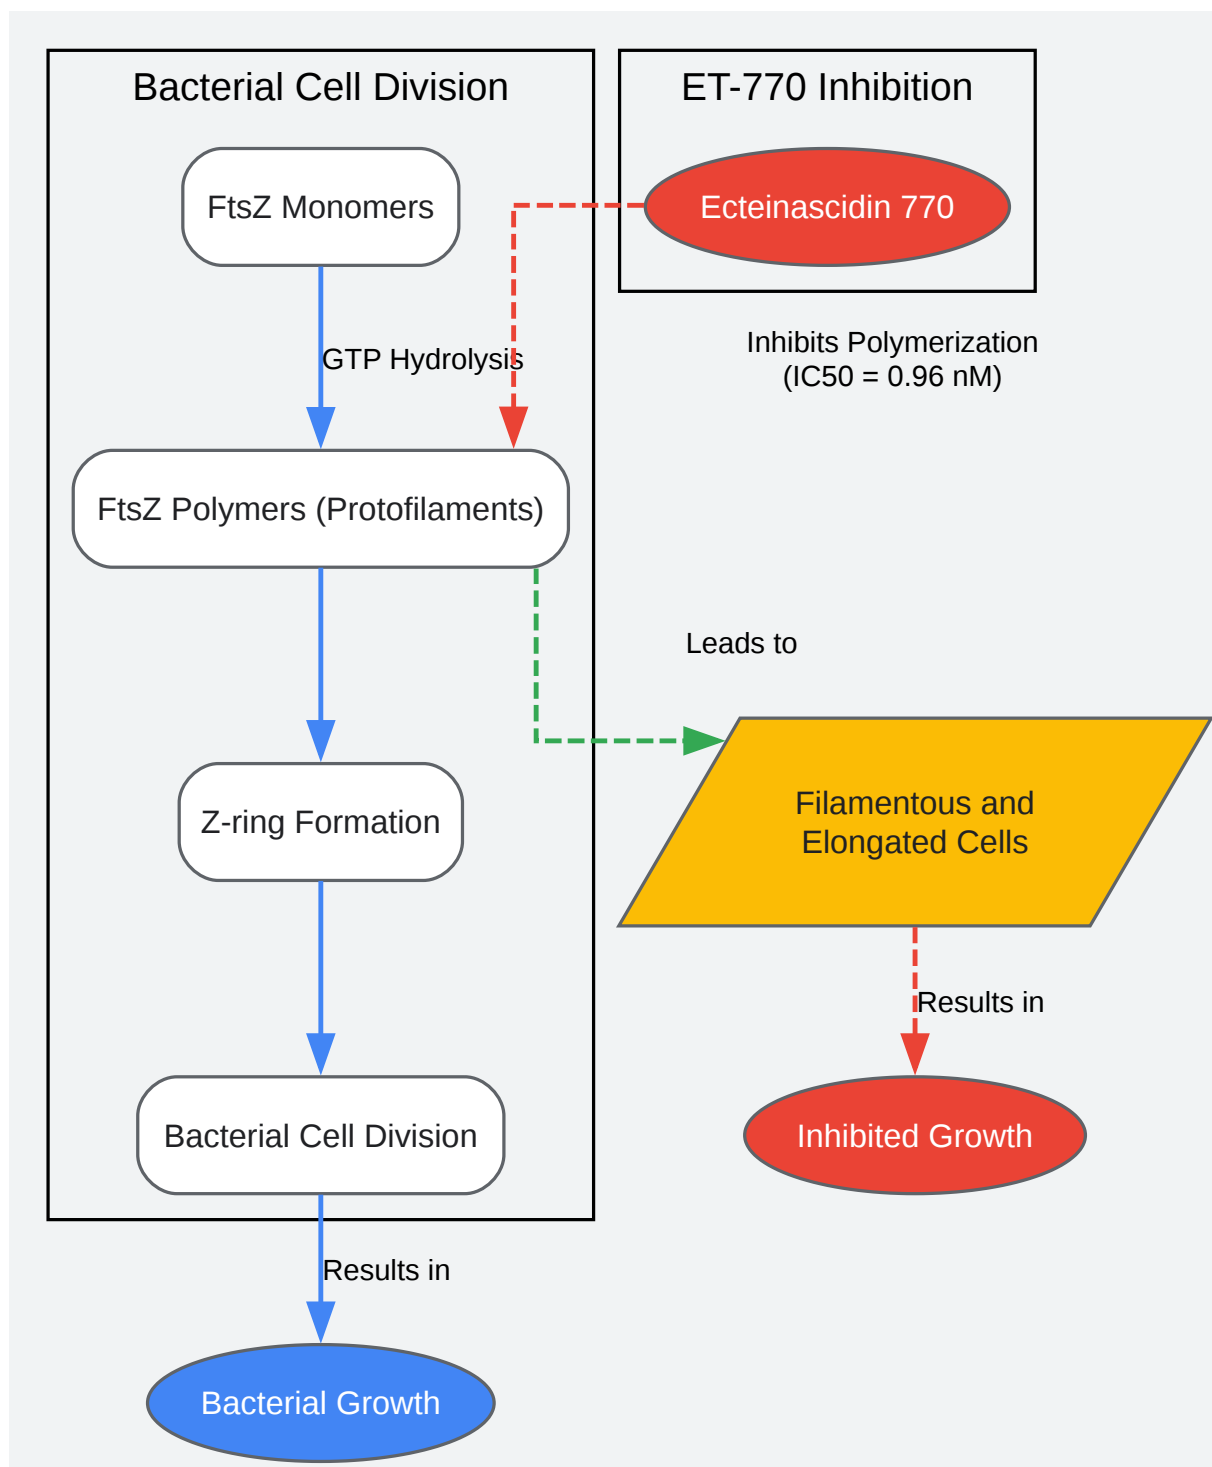 Bacterial Cell Division
ET-770 Inhibition
FtsZ Monomers
Ecteinascidin 770
GTP Hydrolysis
Inhibits Polymerization
(IC50 = 0.96 nM)
FtsZ Polymers (Protofilaments)
Leads to
Z-ring Formation
Filamentous and
Elongated Cells
Results in
Bacterial Cell Division
Inhibited Growth
Results in
Bacterial Growth